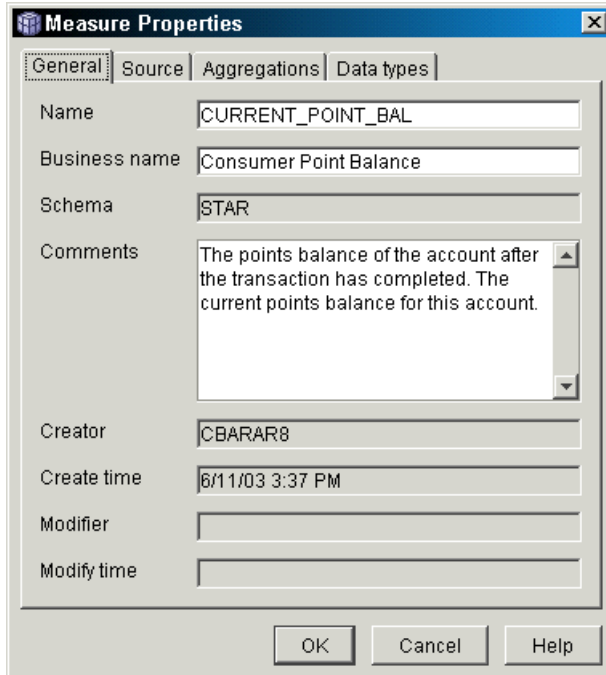 Measure Properties
General Source Aggregations Data types
Name CURRENT_POINT_BAL
Business name Consumer Point Balance
Schema STAR
Comments The points balance of the account after
the transaction has completed. The
current points balance for this account.
Creator CBARAR8
Create time 6/11/03 3:37 PM
Modifier
Modify time
OK Cancel Help